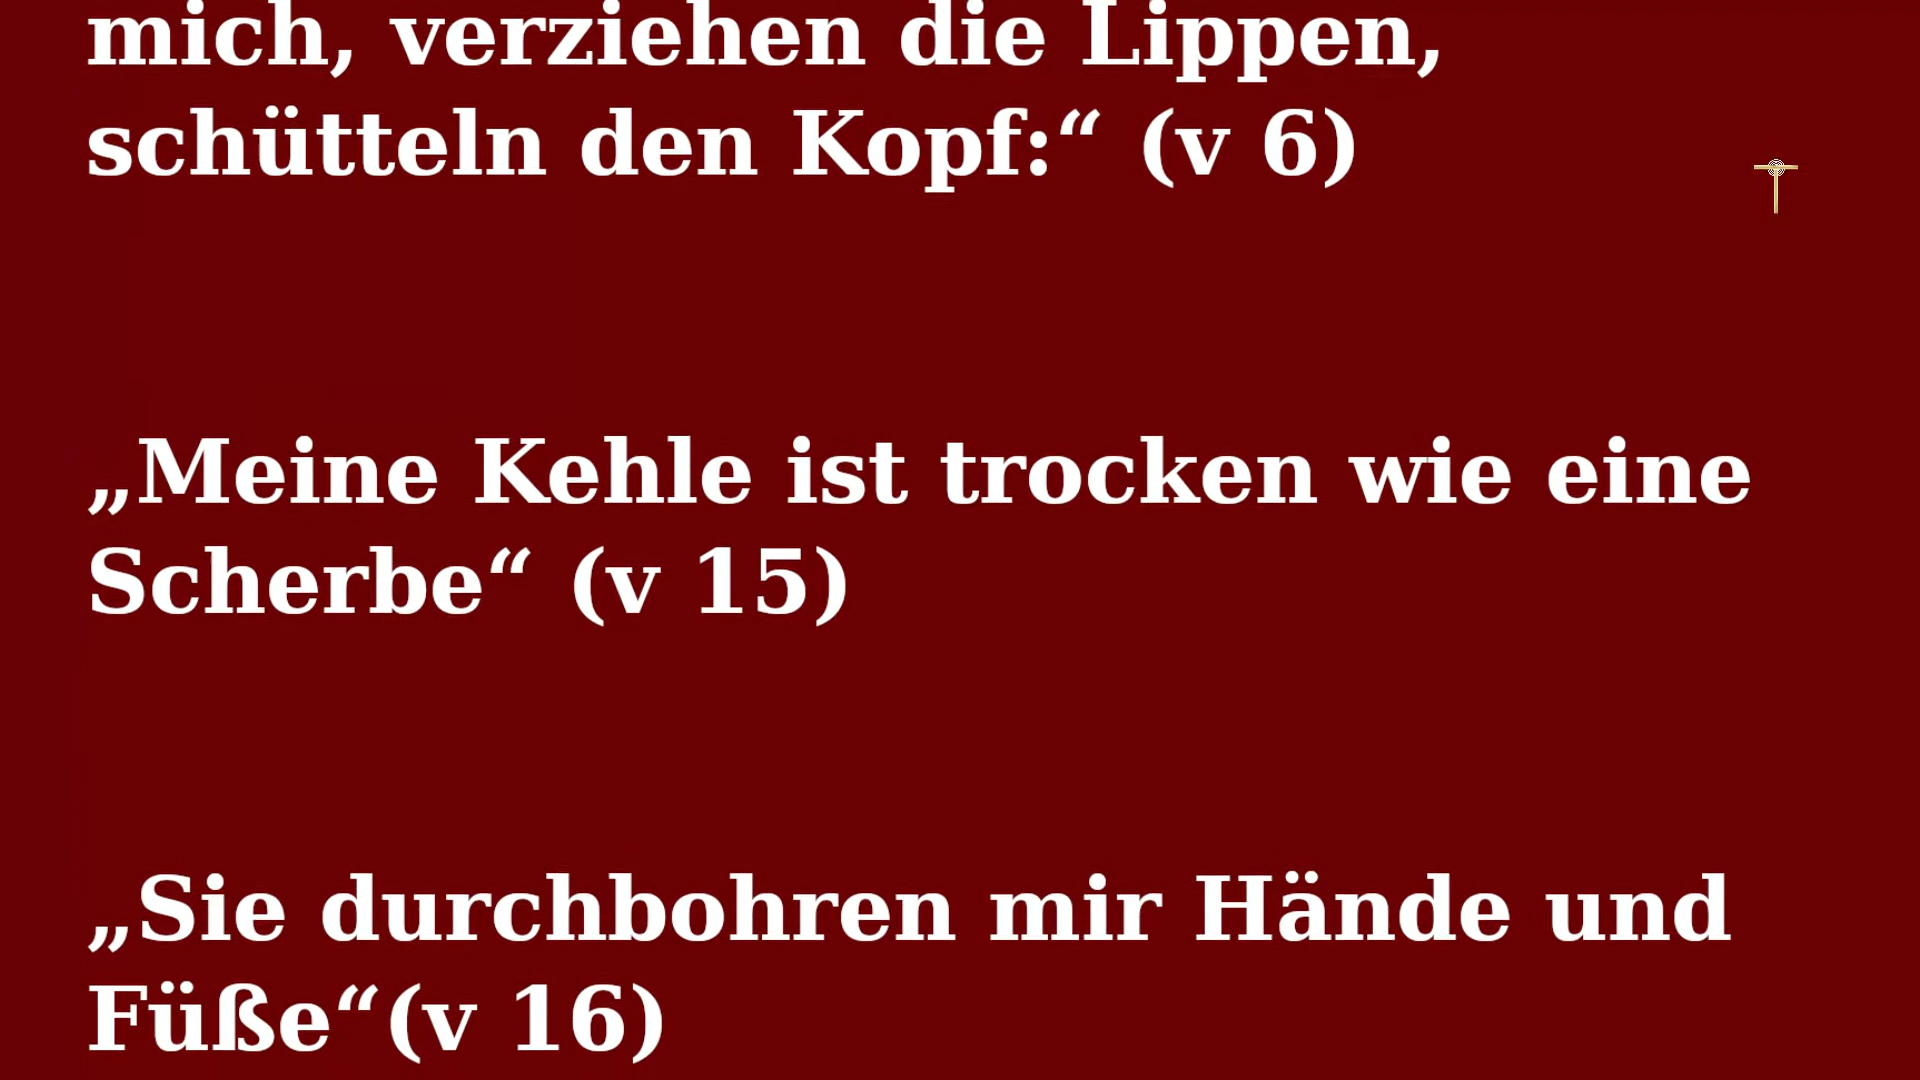 mich, verziehen die Lippen,
schütteln den Kopf:“ (v 6)
„Meine Kehle ist trocken wie eine
Scherbe“ (v 15)
„Sie durchbohren mir Hände und
Füße“(v 16)